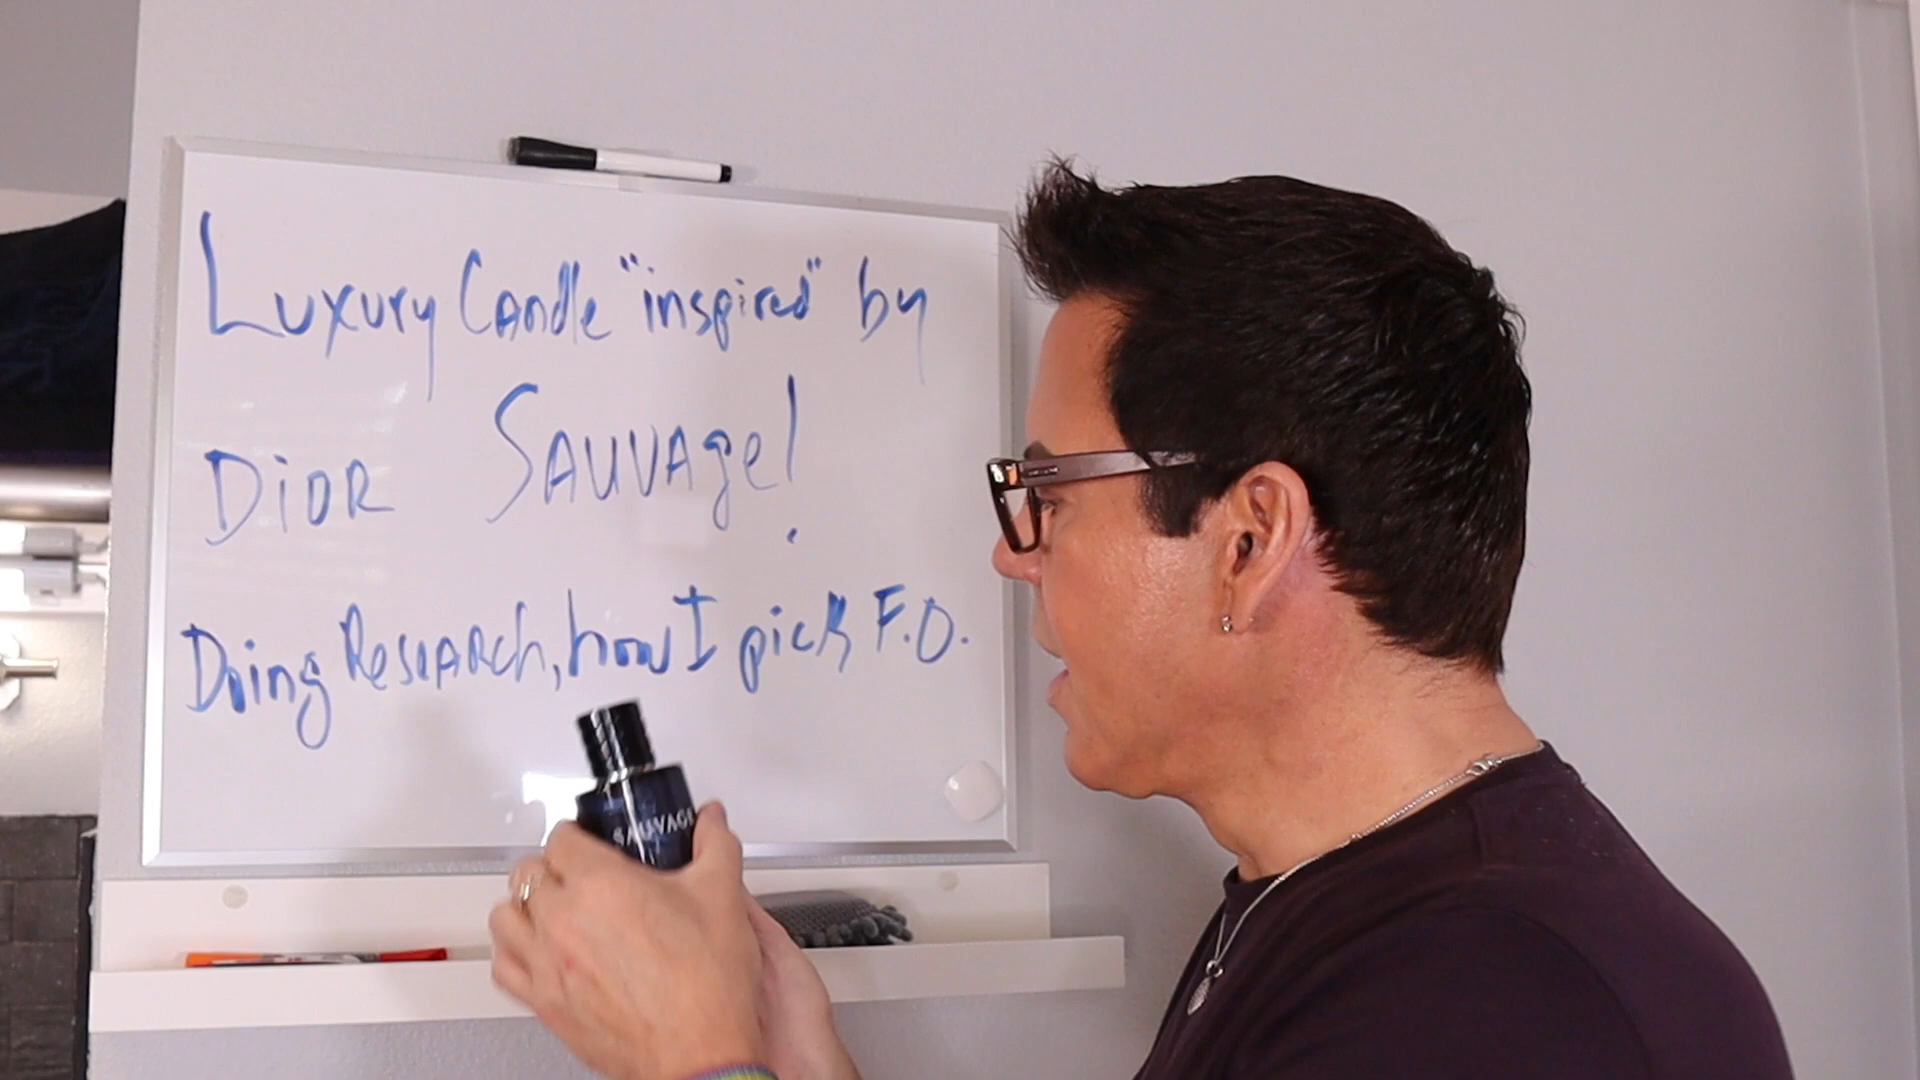 Luxury Candle "inspired" by
DIOR SAUVAge!
Doing ReseARch, how I pick F.O.
SAUVAGE